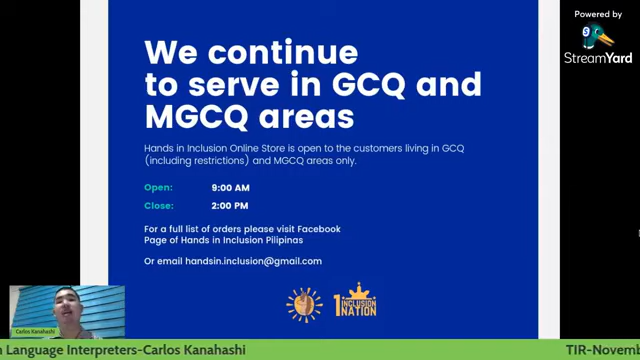 Powered by
StreamYard
We continue
to serve in GCQ and
MGCQ areas
Hands in Inclusion Online Store is open to the customers living in GCQ
(including restrictions) and MGCQ areas only.
Open: 9:00 AM
Close: 2:00 PM
For a full list of orders please visit Facebook
Page of Hands in Inclusion Pilipinas
Or email handsin.inclusion@gmail.com
1 INCLUSION
NATION
Carlos Kanahashi
n Language Interpreters-Carlos Kanahashi
TIR-Novem